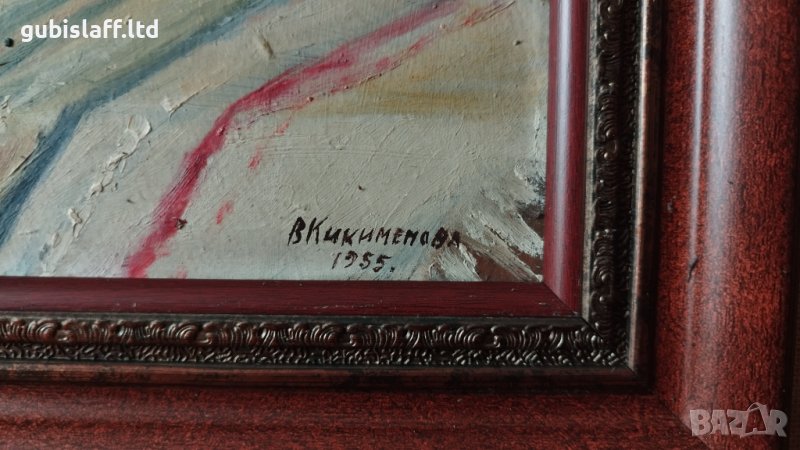 gubislaff.ltd
ВКикименова
1955.
BAZAR